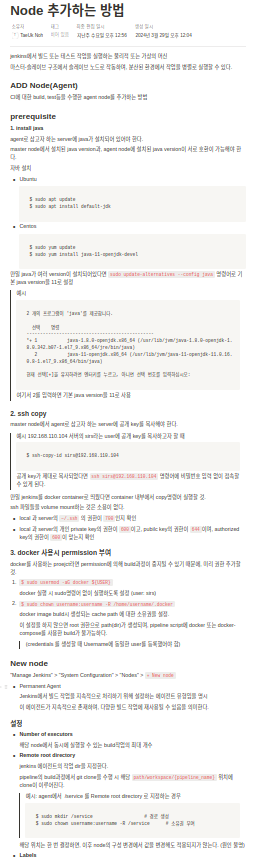 Node 추가하는 방법
소유자
태그
최종 편집 일시
생성 일시
TaeUk Noh
비어 있음
지난주 수요일 오후 12:56
2024년 3월 29일 오후 12:04
jenkins에서 빌드 또는 테스트 작업을 실행하는 물리적 또는 가상의 머신
마스터-슬레이브 구조에서 슬레이브 노드로 작동하며, 분산된 환경에서 작업을 병렬로 실행할 수 있다.
ADD Node(Agent)
CI에 대한 build, test등을 수행할 agent node를 추가하는 방법
prerequisite
1. install java
agent로 삼고자 하는 server에 java가 설치되어 있어야 한다.
master node에서 설치된 java version과, agent node에 설치된 java version이 서로 호환이 가능해야 한
다.
자바 설치
Ubuntu
$ sudo apt update
$ sudo apt install default-jdk
Centos
$ sudo yum update
$ sudo yum install java-11-openjdk-devel
만일 java가 여러 version이 설치되어있다면 sudo update-alternatives --config java 명령어로 기
본 java version을 11로 설정
예시
2 개의 프로그램이 'java'를 제공합니다.
선택 명령
-----------------------------------------------
*+ 1 java-1.8.0-openjdk.x86_64 (/usr/lib/jvm/java-1.8.0-openjdk-1.
8.0.342.b07-1.el7_9.x86_64/jre/bin/java)
2 java-11-openjdk.x86_64 (/usr/lib/jvm/java-11-openjdk-11.0.16.
0.8-1.el7_9.x86_64/bin/java)
현재 선택[+]을 유지하려면 엔터키를 누르고, 아니면 선택 번호를 입력하십시오:
여기서 2를 입력하면 기본 java version을 11로 사용
2. ssh copy
master node에서 agent로 삼고자 하는 server에 공개 key를 복사해야 한다.
예시 192.168.110.104 서버의 sirs라는 user에 공개 key를 복사하고자 할 때
$ ssh-copy-id sirs@192.168.110.104
공개 key가 제대로 복사되었다면 ssh sirs@192.168.110.104 명령어에 비밀번호 입력 없이 접속할
수 있게 된다.
만일 jenkins를 docker container로 띄웠다면 container 내부에서 copy명령어 실행할 것.
ssh 파일들을 volume mount하는 것은 소용이 없다.
local 과 server의 ~/.ssh 의 권한이 700 인지 확인
local 과 server의 개인 private key의 권한이 600 이고, pubic key의 권한이 644 이며, authorized
key의 권한이 600 이 맞는지 확인
3. docker 사용시 permission 부여
docker를 사용하는 proejct라면 permission에 의해 build과정이 중지될 수 있기 때문에, 미리 권한 추가할
것.
1. $ sudo usermod -aG docker ${USER}
docker 실행 시 sudo명령어 없이 실행하도록 설정 (user: sirs)
2. $ sudo chown username:username -R /home/username/.docker
docker image build시 생성되는 cache path 에 대한 소유권을 설정.
이 설정을 하지 않으면 root 권한으로 path(dir)가 생성되어, pipeline script에 docker 또는 docker-
compose를 사용한 build가 불가능하다.
(credentials 를 생성할 때 Username에 동일한 user를 등록했어야 함)
New node
"Manage Jenkins" > "System Configuration" > "Nodes" > + New node
Permanent Agent
Jenkins에서 빌드 작업을 지속적으로 처리하기 위해 설정하는 에이전트 유형임을 명시
이 에이전트가 지속적으로 존재하며, 다양한 빌드 작업에 재사용될 수 있음을 의미한다.
설정
Number of executors
해당 node에서 동시에 실행할 수 있는 build작업의 최대 개수
Remote root directory
jenkins 에이전트의 작업 dir을 지정한다.
pipeline의 build과정에서 git clone을 수행 시 해당 path/workspace/{pipeline_name} 위치에
clone이 이루어진다.
예시: agent에서 /service 를 Remote root directory 로 지정하는 경우
$ sudo mkdir /service # 경로 생성
$ sudo chown username:username -R /service # 소유권 부여
해당 위치는 한 번 결정하면, 이후 node의 구성 변경에서 값을 변경해도 적용되지가 않는다. (원인 불명)
Labels